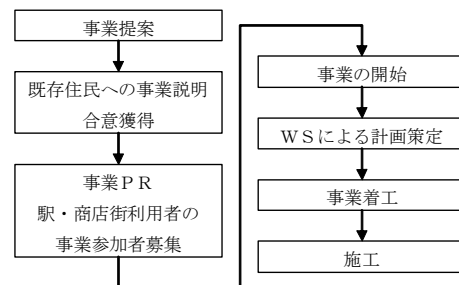 事業提案
既存住民への事業説明
合意獲得
事業ＰＲ
駅・商店街利用者の
事業参加者募集
事業の開始
ＷＳによる計画策定
事業着工
施工